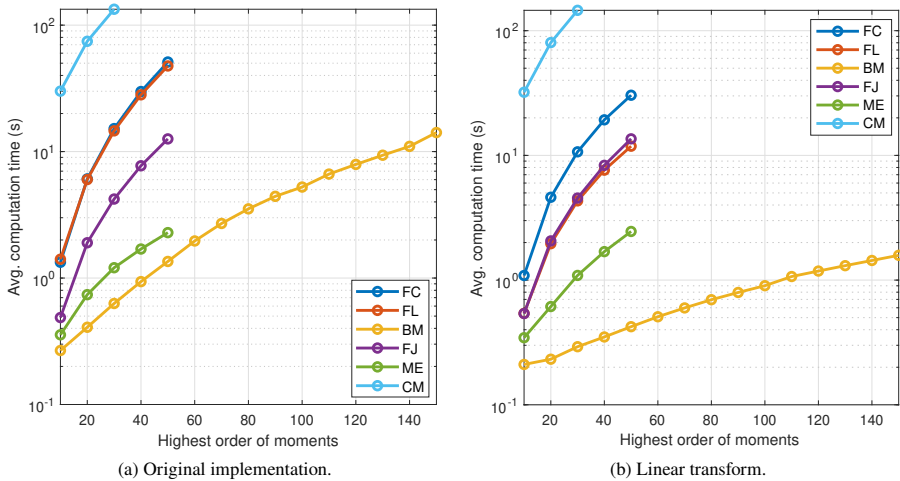 10^2
10^1
10^0
10^-1
Avg. computation time (s)
20 40 60 80 100 120 140
Highest order of moments
FC
FL
BM
FJ
ME
CM
(a) Original implementation.
10^2
10^1
10^0
10^-1
Avg. computation time (s)
20 40 60 80 100 120 140
Highest order of moments
FC
FL
BM
FJ
ME
CM
(b) Linear transform.